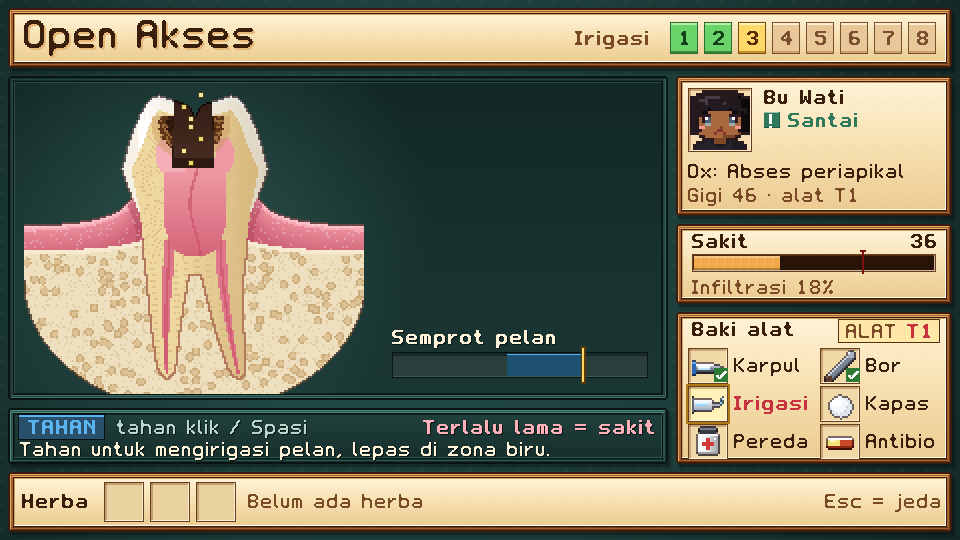 Open Akses
Irigasi 1 2 3 4 5 6 7 8
Bu Wati
Santai
Dx: Abses periapikal
Gigi 46 · alat T1
Sakit 36
Infiltrasi 18%
Semprot pelan
Baki alat ALAT T1
Karpul Bor
Irigasi Kapas
Pereda Antibio
TAHAN tahan klik / Spasi Terlalu lama = sakit
Tahan untuk mengirigasi pelan, lepas di zona biru.
Herba Belum ada herba Esc = jeda